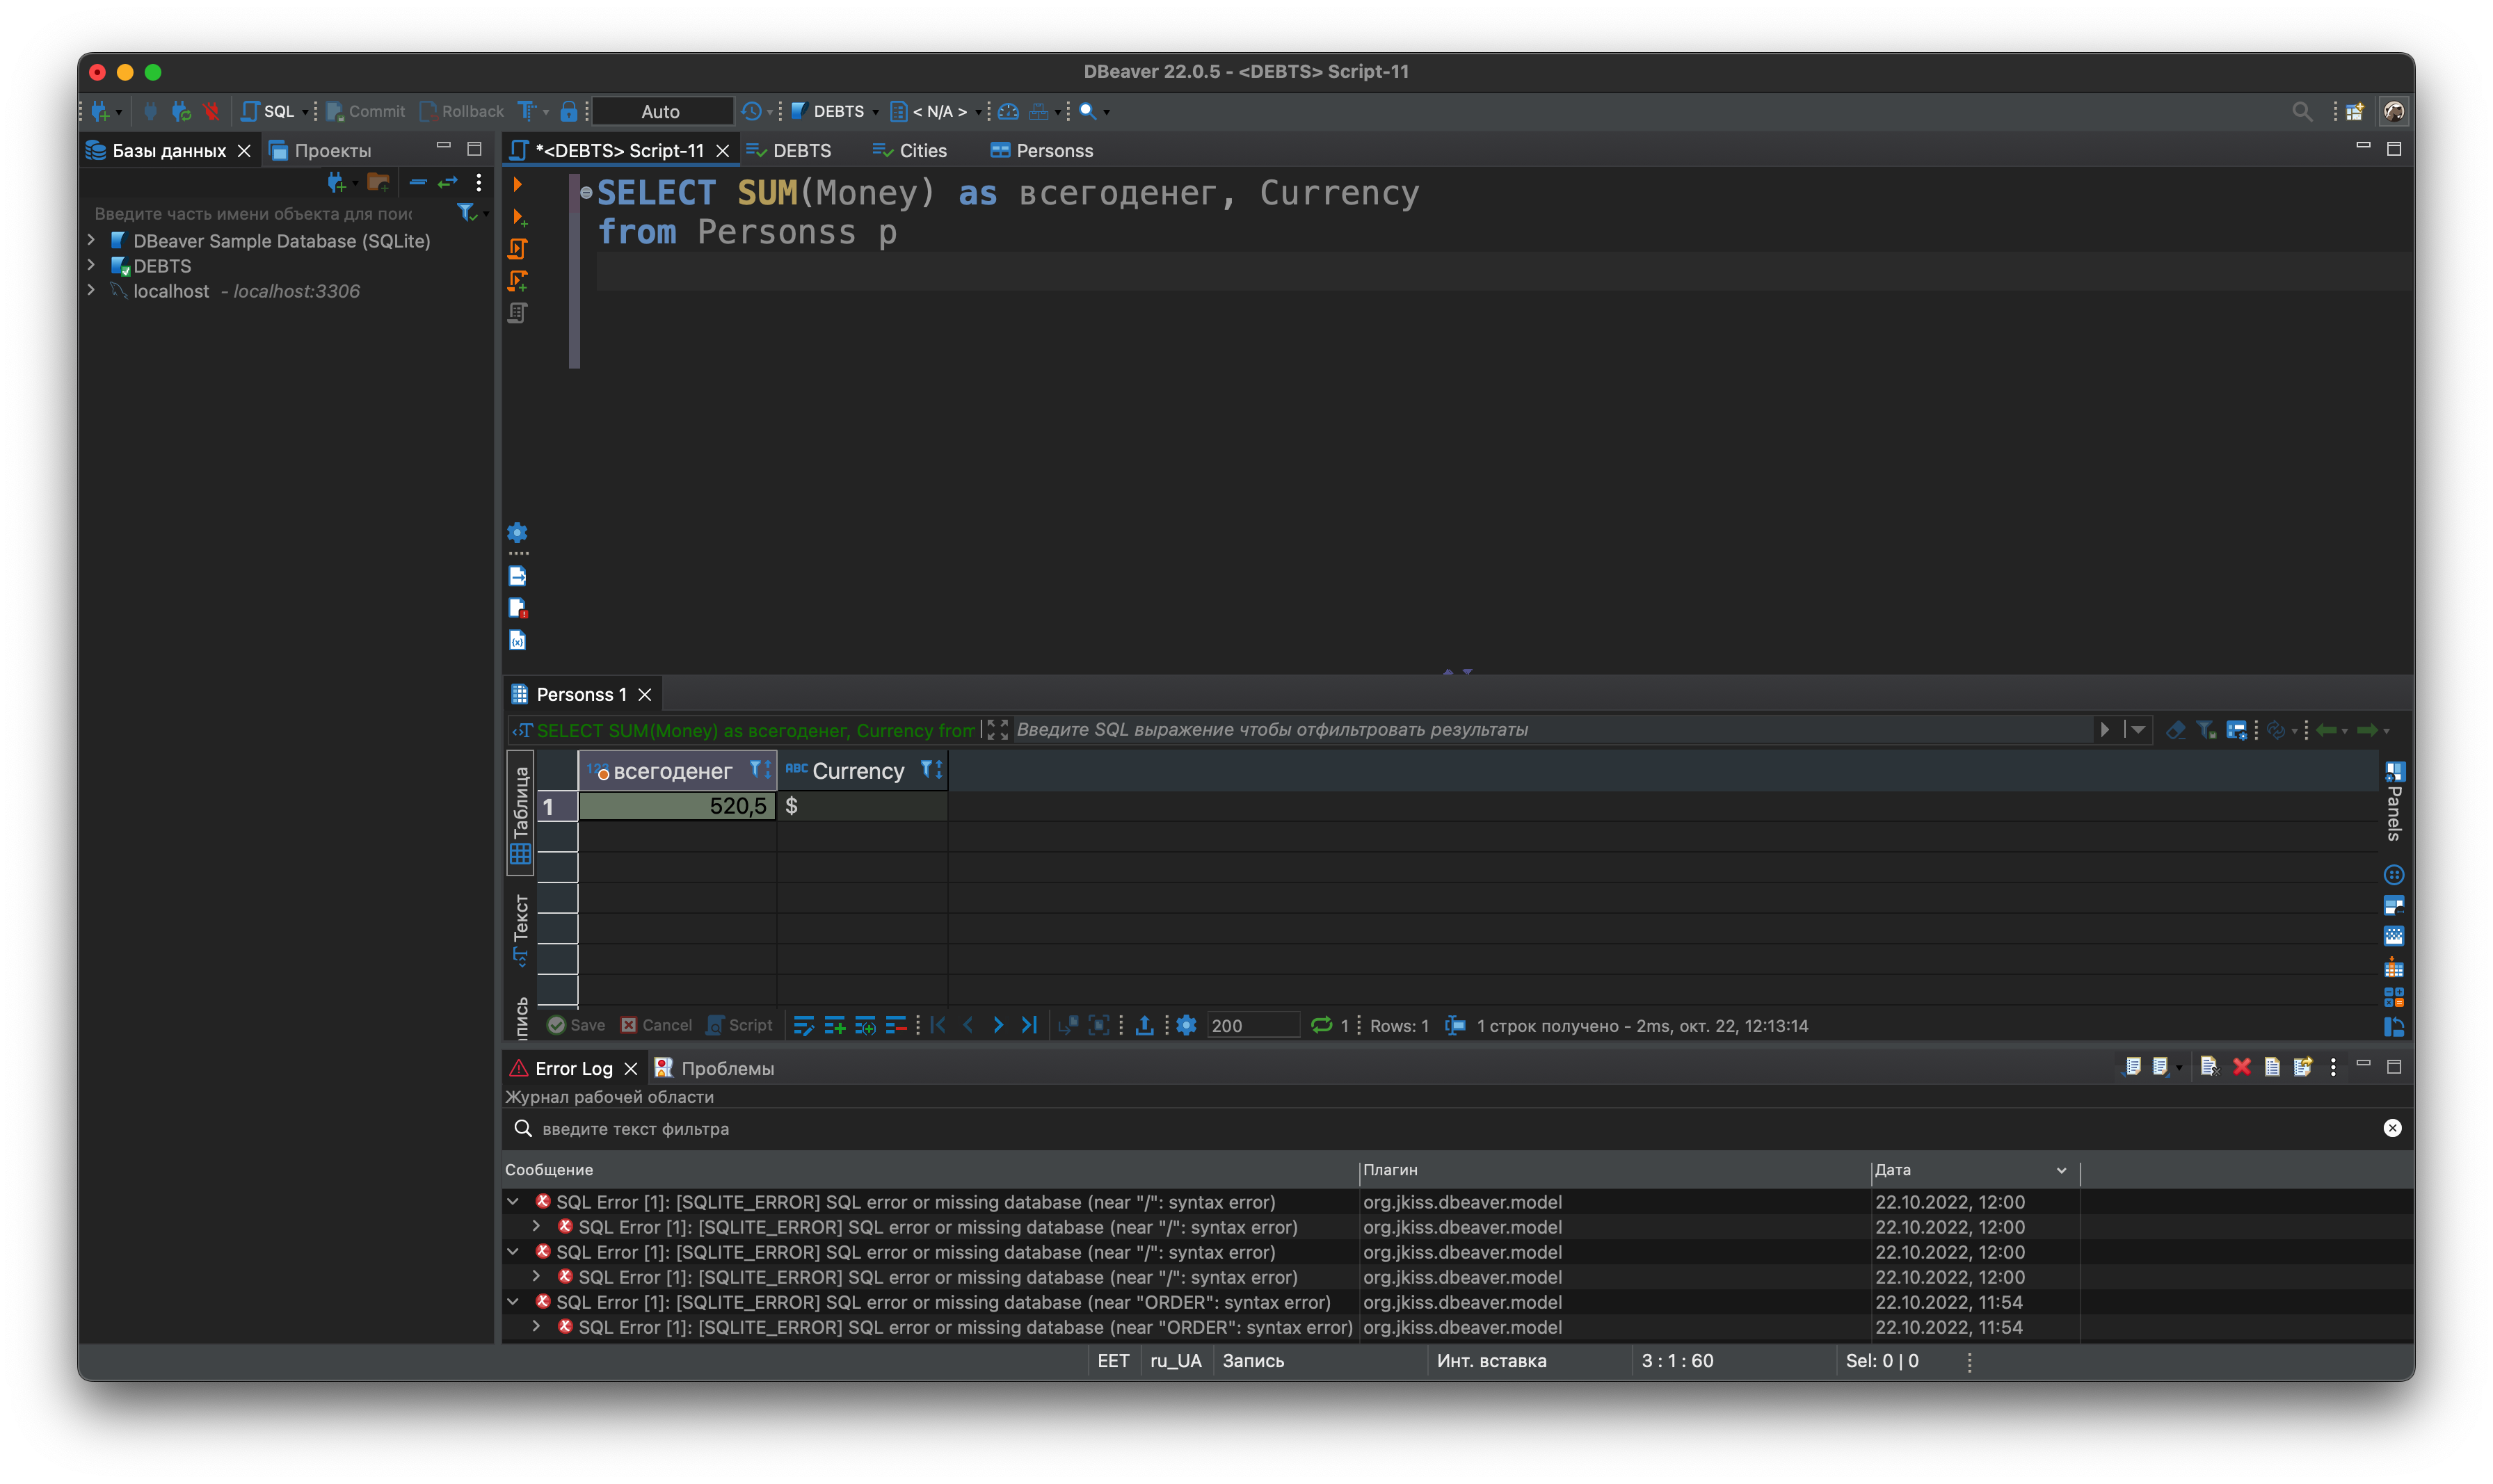 DBeaver 22.0.5 - <DEBTS> Script-11
SQL Commit Rollback Auto DEBTS < N/A >
Базы данных Проекты
*<DEBTS> Script-11 DEBTS Cities Personss
Введите часть имени объекта для пои
DBeaver Sample Database (SQLite)
DEBTS
localhost - localhost:3306
SELECT SUM(Money) as всегоденег, Currency
from Personss p
Personss 1
SELECT SUM(Money) as всегоденег, Currency from
Введите SQL выражение чтобы отфильтровать результаты
123 всегоденег ABC Currency
1 520,5 $
Таблица
Текст
пись
Panels
Save Cancel Script 200 1 Rows: 1 1 строк получено - 2ms, окт. 22, 12:13:14
Error Log Проблемы
Журнал рабочей области
введите текст фильтра
Сообщение Плагин Дата
SQL Error [1]: [SQLITE_ERROR] SQL error or missing database (near "/": syntax error) org.jkiss.dbeaver.model 22.10.2022, 12:00
SQL Error [1]: [SQLITE_ERROR] SQL error or missing database (near "/": syntax error) org.jkiss.dbeaver.model 22.10.2022, 12:00
SQL Error [1]: [SQLITE_ERROR] SQL error or missing database (near "/": syntax error) org.jkiss.dbeaver.model 22.10.2022, 12:00
SQL Error [1]: [SQLITE_ERROR] SQL error or missing database (near "/": syntax error) org.jkiss.dbeaver.model 22.10.2022, 12:00
SQL Error [1]: [SQLITE_ERROR] SQL error or missing database (near "ORDER": syntax error) org.jkiss.dbeaver.model 22.10.2022, 11:54
SQL Error [1]: [SQLITE_ERROR] SQL error or missing database (near "ORDER": syntax error) org.jkiss.dbeaver.model 22.10.2022, 11:54
EET ru_UA Запись Инт. вставка 3 : 1 : 60 Sel: 0 | 0